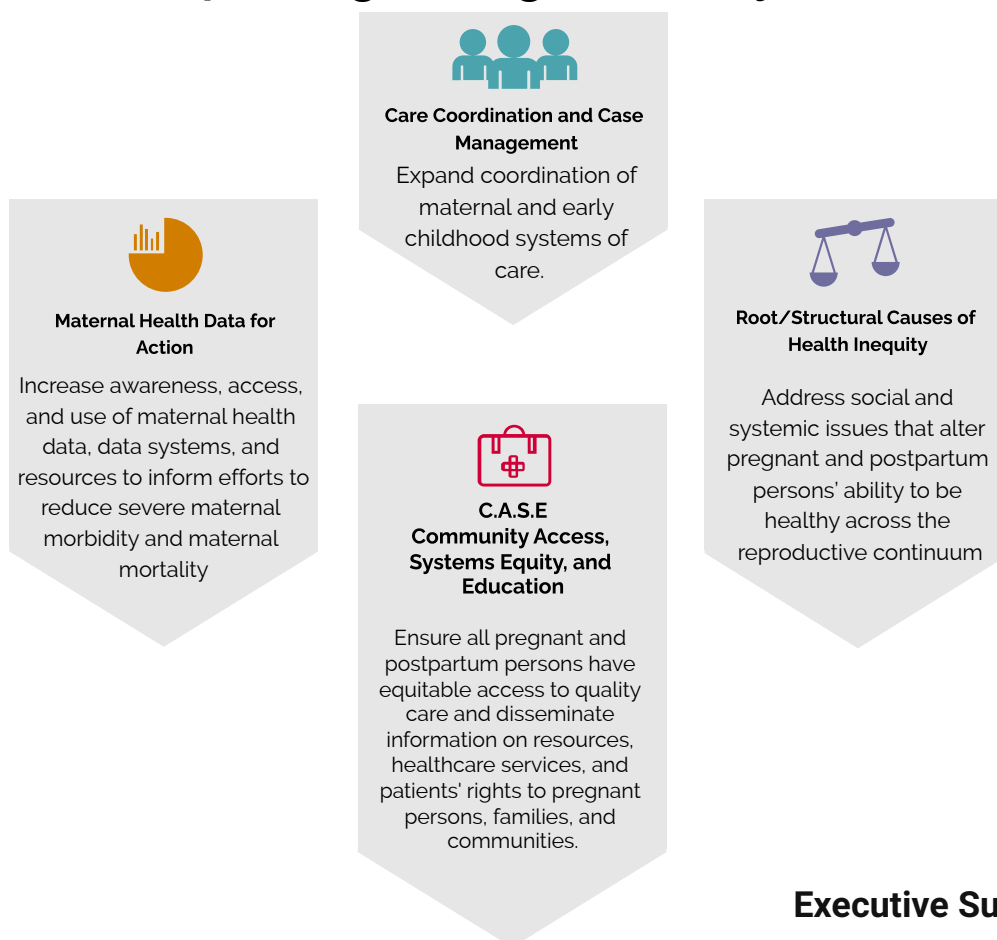 Care Coordination and Case
Management
Expand coordination of
maternal and early
childhood systems of
care.
Maternal Health Data for
Action
Increase awareness, access,
and use of maternal health
data, data systems, and
resources to inform efforts to
reduce severe maternal
morbidity and maternal
mortality
Root/Structural Causes of
Health Inequity
Address social and
systemic issues that alter
pregnant and postpartum
persons’ ability to be
healthy across the
reproductive continuum
C.A.S.E
Community Access,
Systems Equity, and
Education
Ensure all pregnant and
postpartum persons have
equitable access to quality
care and disseminate
information on resources,
healthcare services, and
patients' rights to pregnant
persons, families, and
communities.
Executive Su